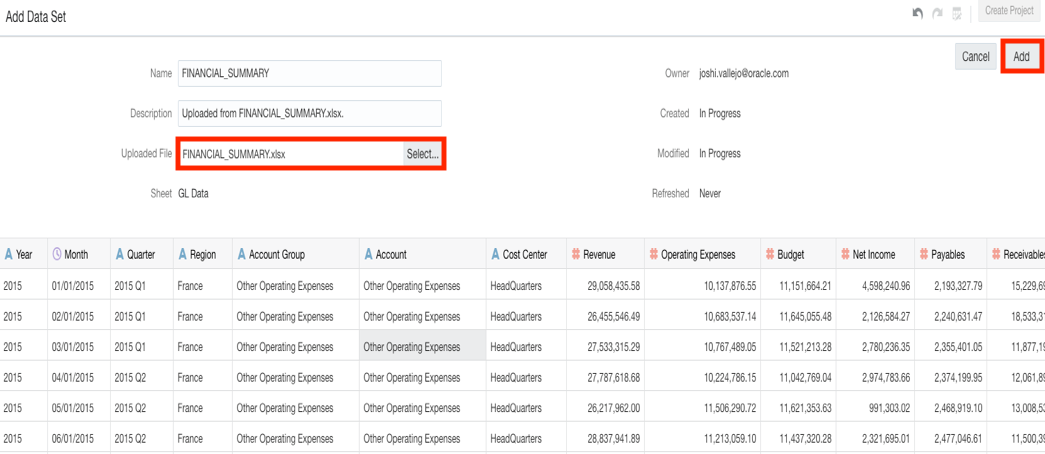 Add Data Set
Create Project
Cancel Add
Name FINANCIAL_SUMMARY Owner joshi.vallejo@oracle.com
Description Uploaded from FINANCIAL_SUMMARY.xlsx. Created In Progress
Uploaded File FINANCIAL_SUMMARY.xlsx Select... Modified In Progress
Sheet GL Data Refreshed Never
A Year Month A Quarter A Region A Account Group A Account A Cost Center # Revenue # Operating Expenses # Budget # Net Income # Payables # Receivables
2015 01/01/2015 2015 Q1 France Other Operating Expenses Other Operating Expenses HeadQuarters 29,058,435.58 10,137,876.55 11,151,664.21 4,598,240.96 2,193,327.79 15,229,69
2015 02/01/2015 2015 Q1 France Other Operating Expenses Other Operating Expenses HeadQuarters 26,455,546.49 10,683,537.14 11,645,055.48 2,126,584.27 2,240,631.47 18,533,31
2015 03/01/2015 2015 Q1 France Other Operating Expenses Other Operating Expenses HeadQuarters 27,533,315.29 10,767,489.05 11,521,213.28 2,780,236.35 2,355,401.05 11,877,19
2015 04/01/2015 2015 Q2 France Other Operating Expenses Other Operating Expenses HeadQuarters 27,787,618.68 10,224,786.15 11,042,769.04 2,974,783.66 2,374,199.95 12,061,89
2015 05/01/2015 2015 Q2 France Other Operating Expenses Other Operating Expenses HeadQuarters 26,217,962.00 11,506,290.72 11,621,353.63 991,303.02 2,468,919.10 13,008,53
2015 06/01/2015 2015 Q2 France Other Operating Expenses Other Operating Expenses HeadQuarters 28,837,941.89 11,213,059.10 11,437,320.28 2,321,695.01 2,477,046.61 11,500,39